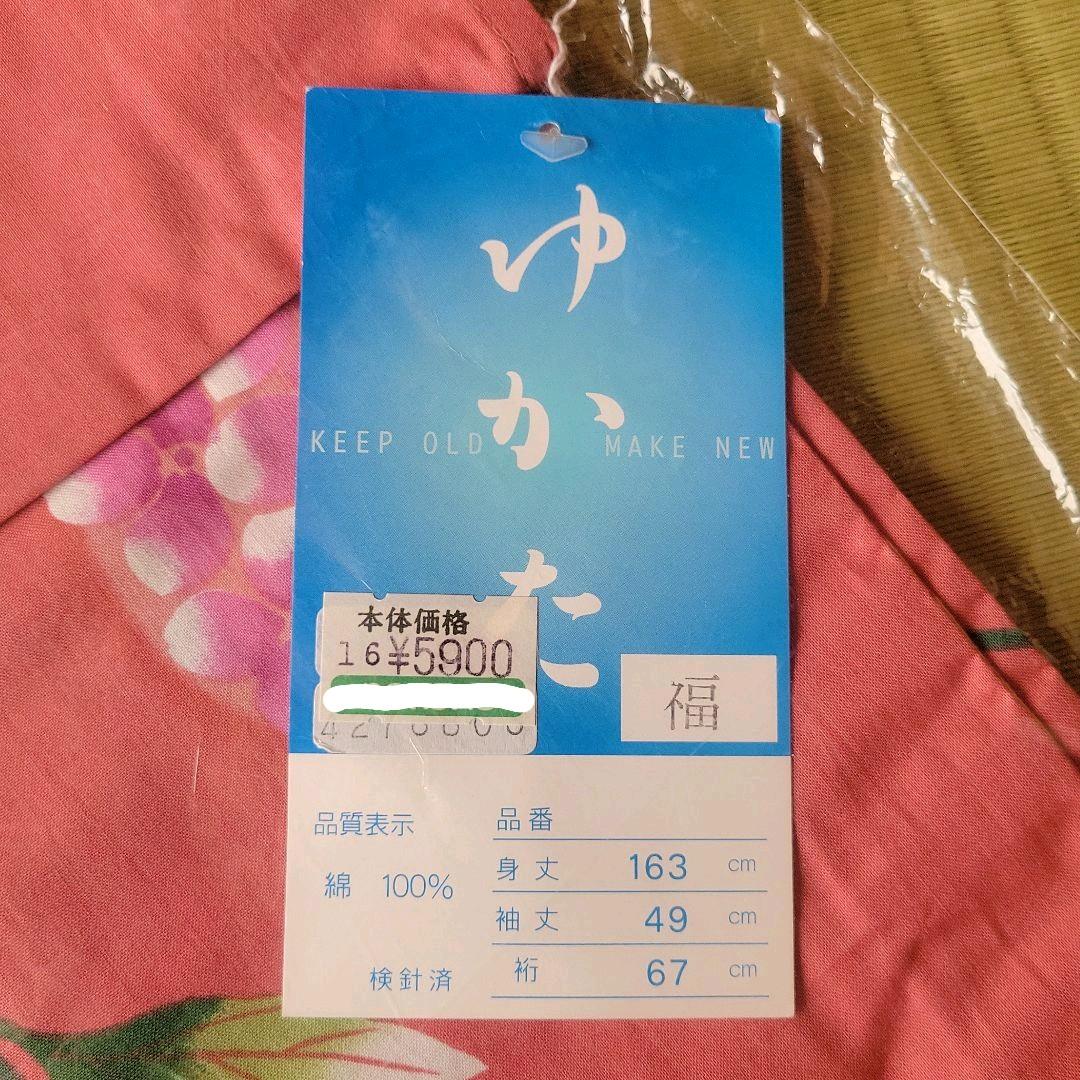 ゆかた
KEEP OLD MAKE NEW
本体価格
16 ¥5900
福
品質表示
綿 100%
検針済
品番
身丈 163 cm
袖丈 49 cm
裄 67 cm